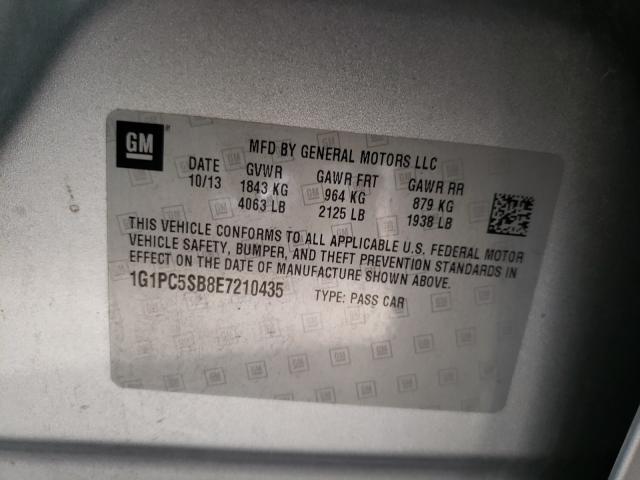 GM
MFD BY GENERAL MOTORS LLC
DATE GVWR GAWR FRT GAWR RR
10/13 1843 KG 964 KG 879 KG
4063 LB 2125 LB 1938 LB
THIS VEHICLE CONFORMS TO ALL APPLICABLE U.S. FEDERAL MOTOR
VEHICLE SAFETY, BUMPER, AND THEFT PREVENTION STANDARDS IN
EFFECT ON THE DATE OF MANUFACTURE SHOWN ABOVE.
1G1PC5SB8E7210435 TYPE: PASS CAR